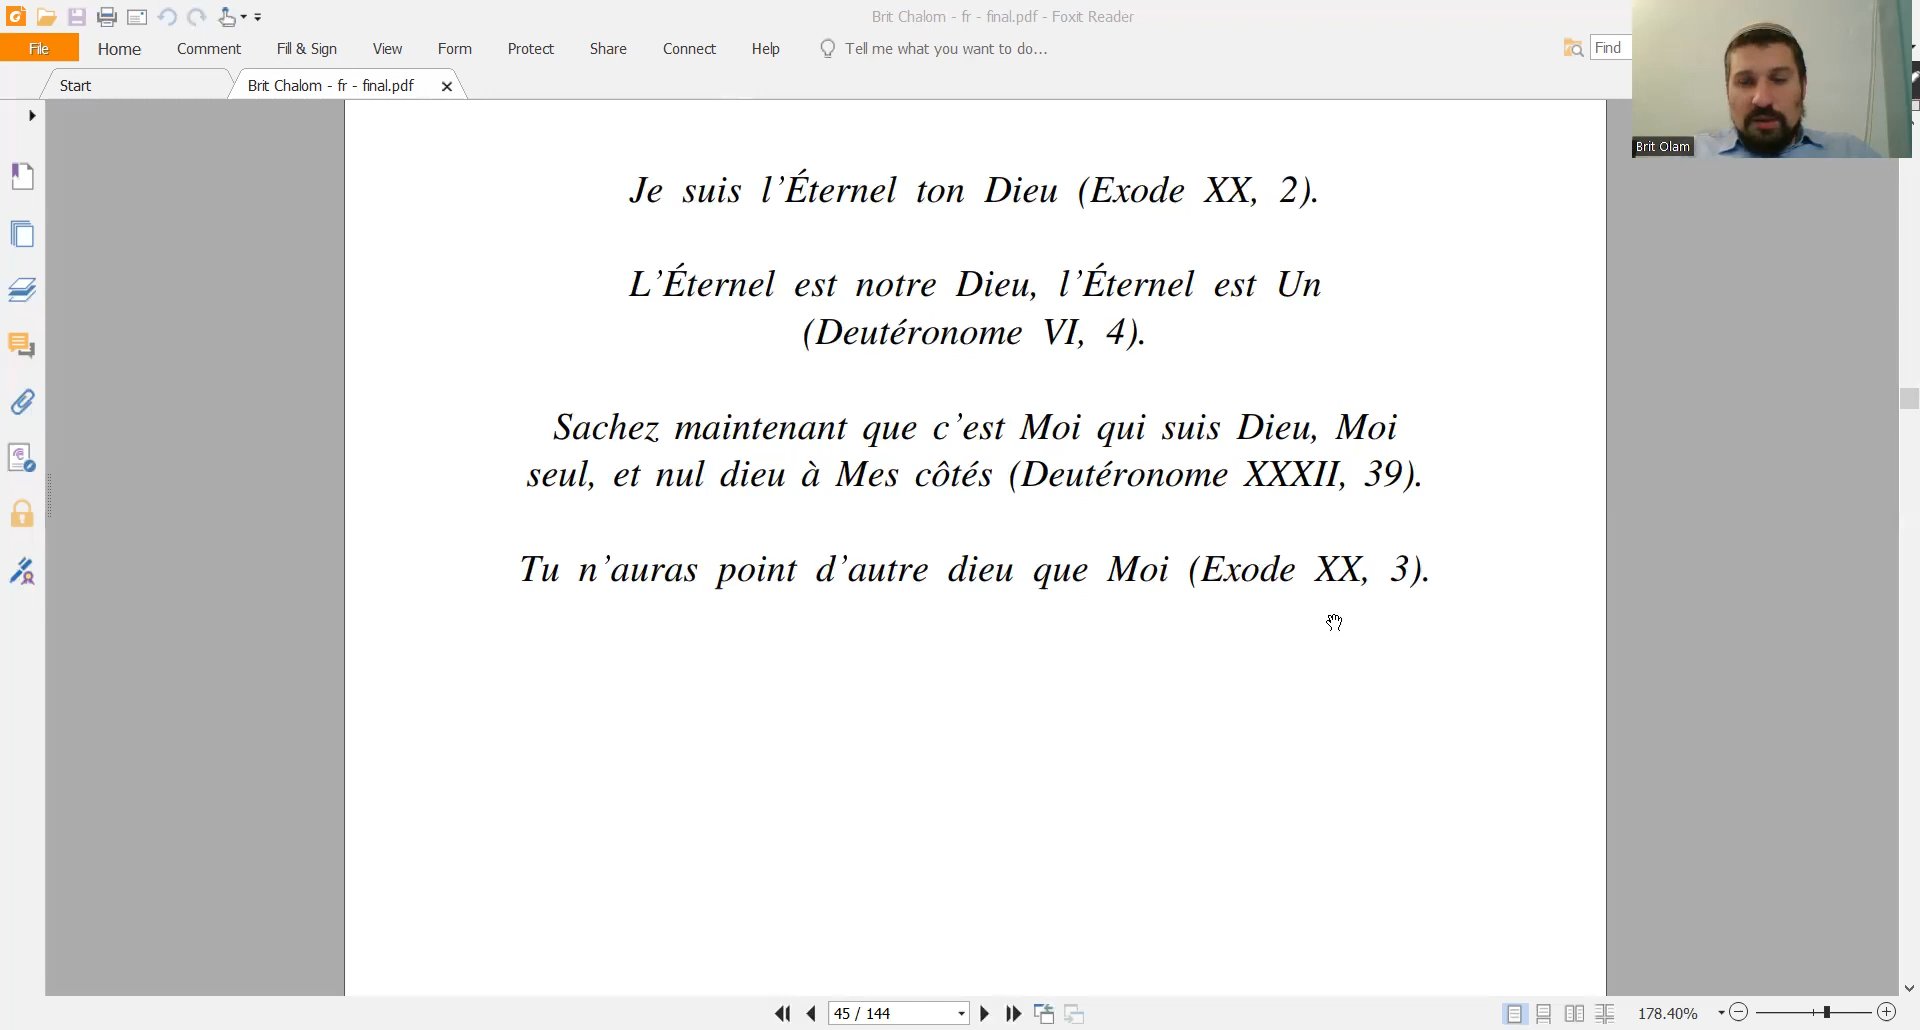 Brit Chalom - fr - final.pdf - Foxit Reader
File Home Comment Fill & Sign View Form Protect Share Connect Help Tell me what you want to do... Find
Start Brit Chalom - fr - final.pdf
Brit Olam
Je suis l’Éternel ton Dieu (Exode XX, 2).
L’Éternel est notre Dieu, l’Éternel est Un
(Deutéronome VI, 4).
Sachez maintenant que c’est Moi qui suis Dieu, Moi
seul, et nul dieu à Mes côtés (Deutéronome XXXII, 39).
Tu n’auras point d’autre dieu que Moi (Exode XX, 3).
45 / 144 178.40%